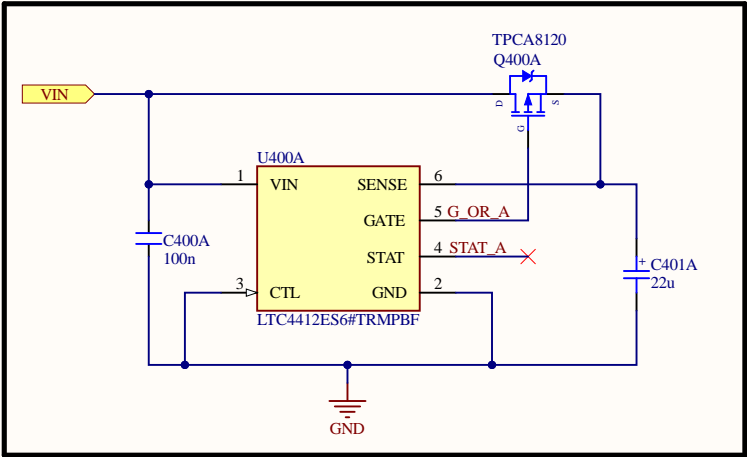 TPCA8120
Q400A
VIN
D
S
G
U400A
1 VIN SENSE 6
GATE 5 G_OR_A
STAT 4 STAT_A
3 CTL GND 2
LTC4412ES6#TRMPBF
C400A
100n
+ C401A
22u
GND